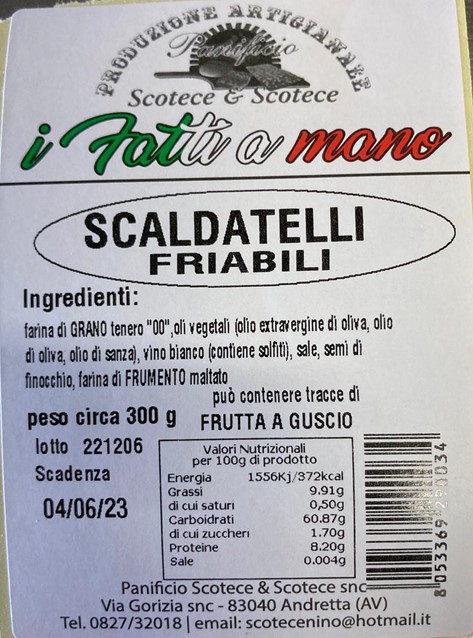 PRODUZIONE ARTIGIANALE
Panificio
Scotece & Scotece
i Fatti a mano
SCALDATELLI
FRIABILI
Ingredienti:
farina di GRANO tenero "00",oli vegetali (olio extravergine di oliva, olio
di oliva, olio di sanza), vino bianco (contiene solfiti), sale, semi di
finocchio, farina di FRUMENTO maltato
può contenere tracce di
peso circa 300 g FRUTTA A GUSCIO
lotto 221206
Scadenza
04/06/23
Valori Nutrizionali
per 100g di prodotto
Energia 1556Kj/372kcal
Grassi 9.91g
di cui saturi 0,50g
Carboidrati 60.87g
di cui zuccheri 1.70g
Proteine 8.20g
Sale 0.004g
Panificio Scotece & Scotece snc
Via Gorizia snc - 83040 Andretta (AV)
Tel. 0827/32018 | email: scotecenino@hotmail.it